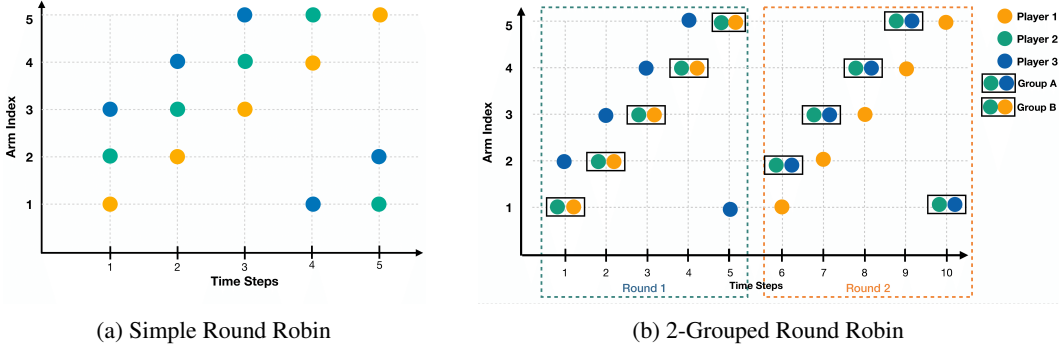 5
4
3
2
1
Arm Index
1 2 3 4 5
Time Steps
(a) Simple Round Robin
5
4
3
2
1
Arm Index
1 2 3 4 5 6 7 8 9 10
Round 1 Time Steps Round 2
Player 1
Player 2
Player 3
Group A
Group B
(b) 2-Grouped Round Robin